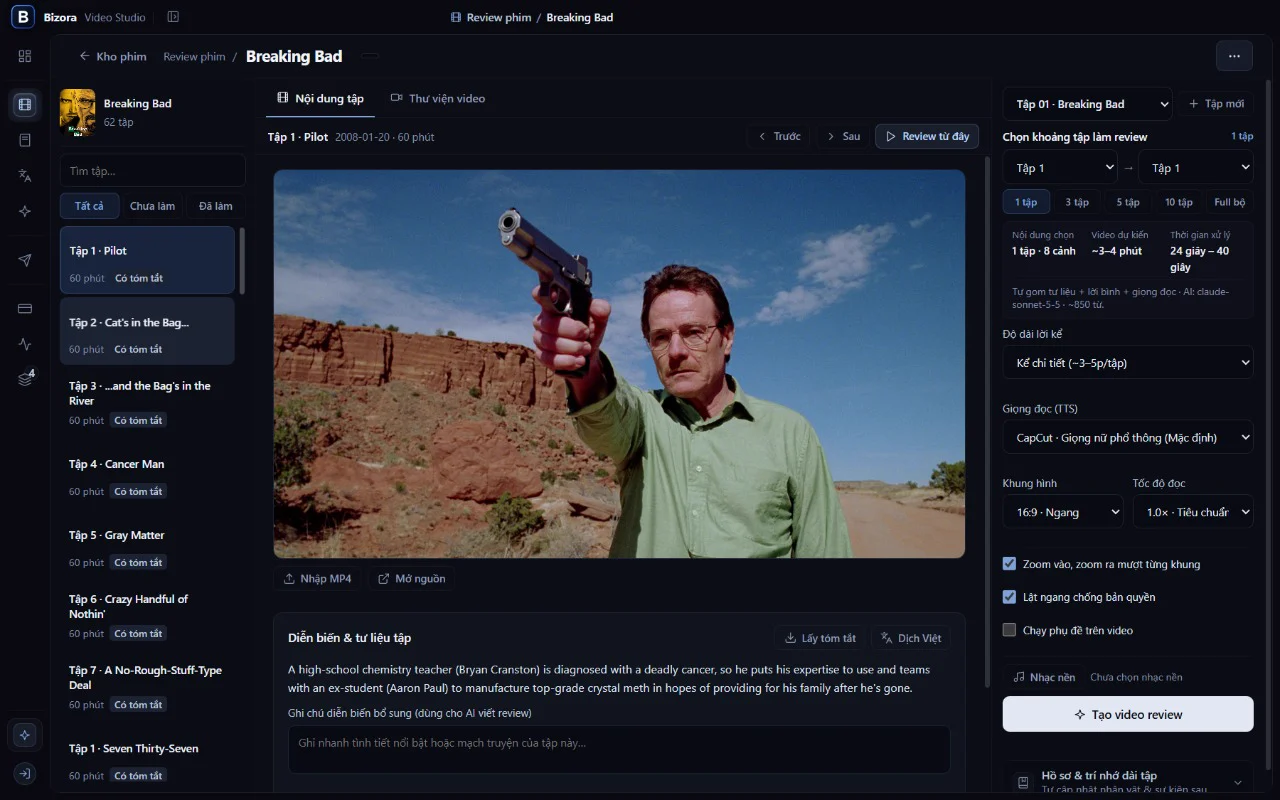 B Bizora Video Studio
Review phim / Breaking Bad
Kho phim
Review phim / Breaking Bad
...
Breaking Bad
62 tập
Tìm tập...
Tất cả
Chưa làm
Đã làm
Tập 1 · Pilot
60 phút Có tóm tắt
Tập 2 · Cat's in the Bag...
60 phút Có tóm tắt
Tập 3 · ...and the Bag's in the
River
60 phút Có tóm tắt
Tập 4 · Cancer Man
60 phút Có tóm tắt
Tập 5 · Gray Matter
60 phút Có tóm tắt
Tập 6 · Crazy Handful of
Nothin'
60 phút Có tóm tắt
Tập 7 · A No-Rough-Stuff-Type
Deal
60 phút Có tóm tắt
Tập 1 · Seven Thirty-Seven
60 phút Có tóm tắt
4
Nội dung tập
Thư viện video
Tập 1 · Pilot 2008-01-20 · 60 phút
Trước
Sau
Review từ đây
Nhập MP4
Mở nguồn
Diễn biến & tư liệu tập
Lấy tóm tắt
Dịch Việt
A high-school chemistry teacher (Bryan Cranston) is diagnosed with a deadly cancer, so he puts his expertise to use and teams
with an ex-student (Aaron Paul) to manufacture top-grade crystal meth in hopes of providing for his family after he's gone.
Ghi chú diễn biến bổ sung (dùng cho AI viết review)
Ghi nhanh tình tiết nổi bật hoặc mạch truyện của tập này...
Tập 01 · Breaking Bad
+ Tập mới
Chọn khoảng tập làm review
1 tập
Tập 1 → Tập 1
1 tập
3 tập
5 tập
10 tập
Full bộ
Nội dung chọn
1 tập · 8 cảnh
Video dự kiến
~3–4 phút
Thời gian xử lý
24 giây – 40
giây
Tự gom tư liệu + lời bình + giọng đọc · AI: claude-
sonnet-5-5 · ~850 từ.
Độ dài lời kể
Kể chi tiết (~3–5p/tập)
Giọng đọc (TTS)
CapCut · Giọng nữ phổ thông (Mặc định)
Khung hình
Tốc độ đọc
16:9 · Ngang
1.0× · Tiêu chuẩn
Zoom vào, zoom ra mượt từng khung
Lật ngang chống bản quyền
Chạy phụ đề trên video
Nhạc nền
Chưa chọn nhạc nền
Tạo video review
Hồ sơ & trí nhớ dài tập
Tự cập nhật nhân vật & sự kiện sau